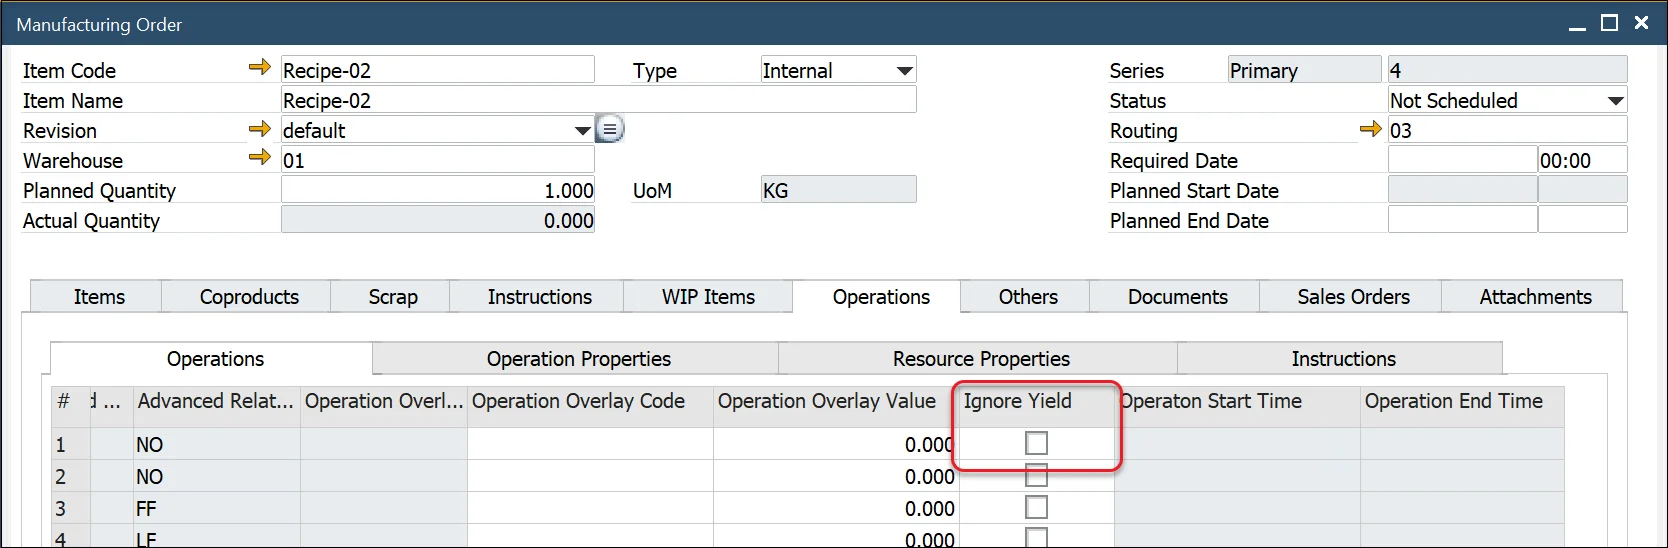 Manufacturing Order
Item Code Recipe-02 Type Internal Series Primary 4
Item Name Recipe-02 Status Not Scheduled
Revision default Routing 03
Warehouse 01 Required Date 00:00
Planned Quantity 1.000 UoM KG Planned Start Date
Actual Quantity 0.000 Planned End Date
Items Coproducts Scrap Instructions WIP Items Operations Others Documents Sales Orders Attachments
Operations Operation Properties Resource Properties Instructions
# d ... Advanced Relat... Operation Overl... Operation Overlay Code Operation Overlay Value Ignore Yield Operaton Start Time Operation End Time
1 NO 0.000
2 NO 0.000
3 FF 0.000
4 LF 0.000